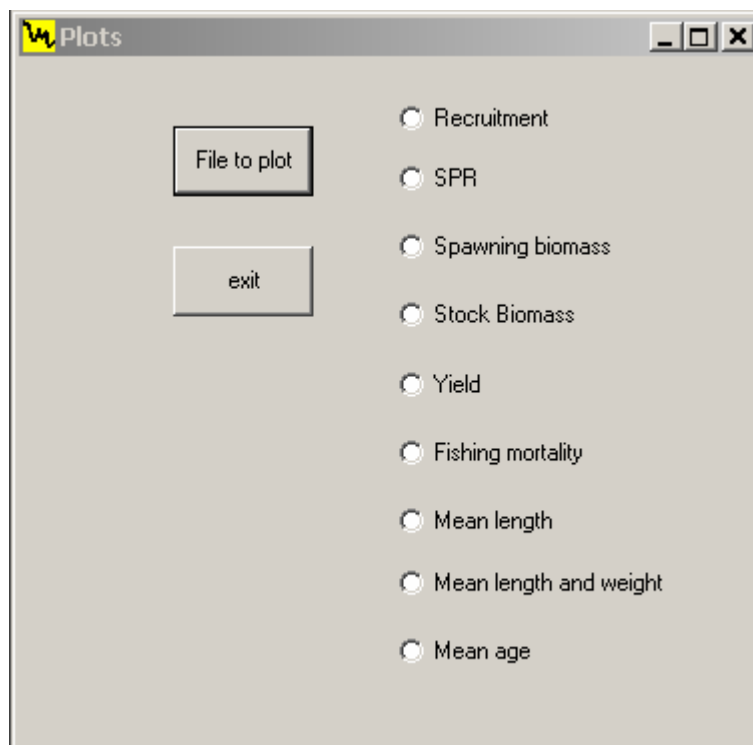 Plots
File to plot
exit
Recruitment
SPR
Spawning biomass
Stock Biomass
Yield
Fishing mortality
Mean length
Mean length and weight
Mean age